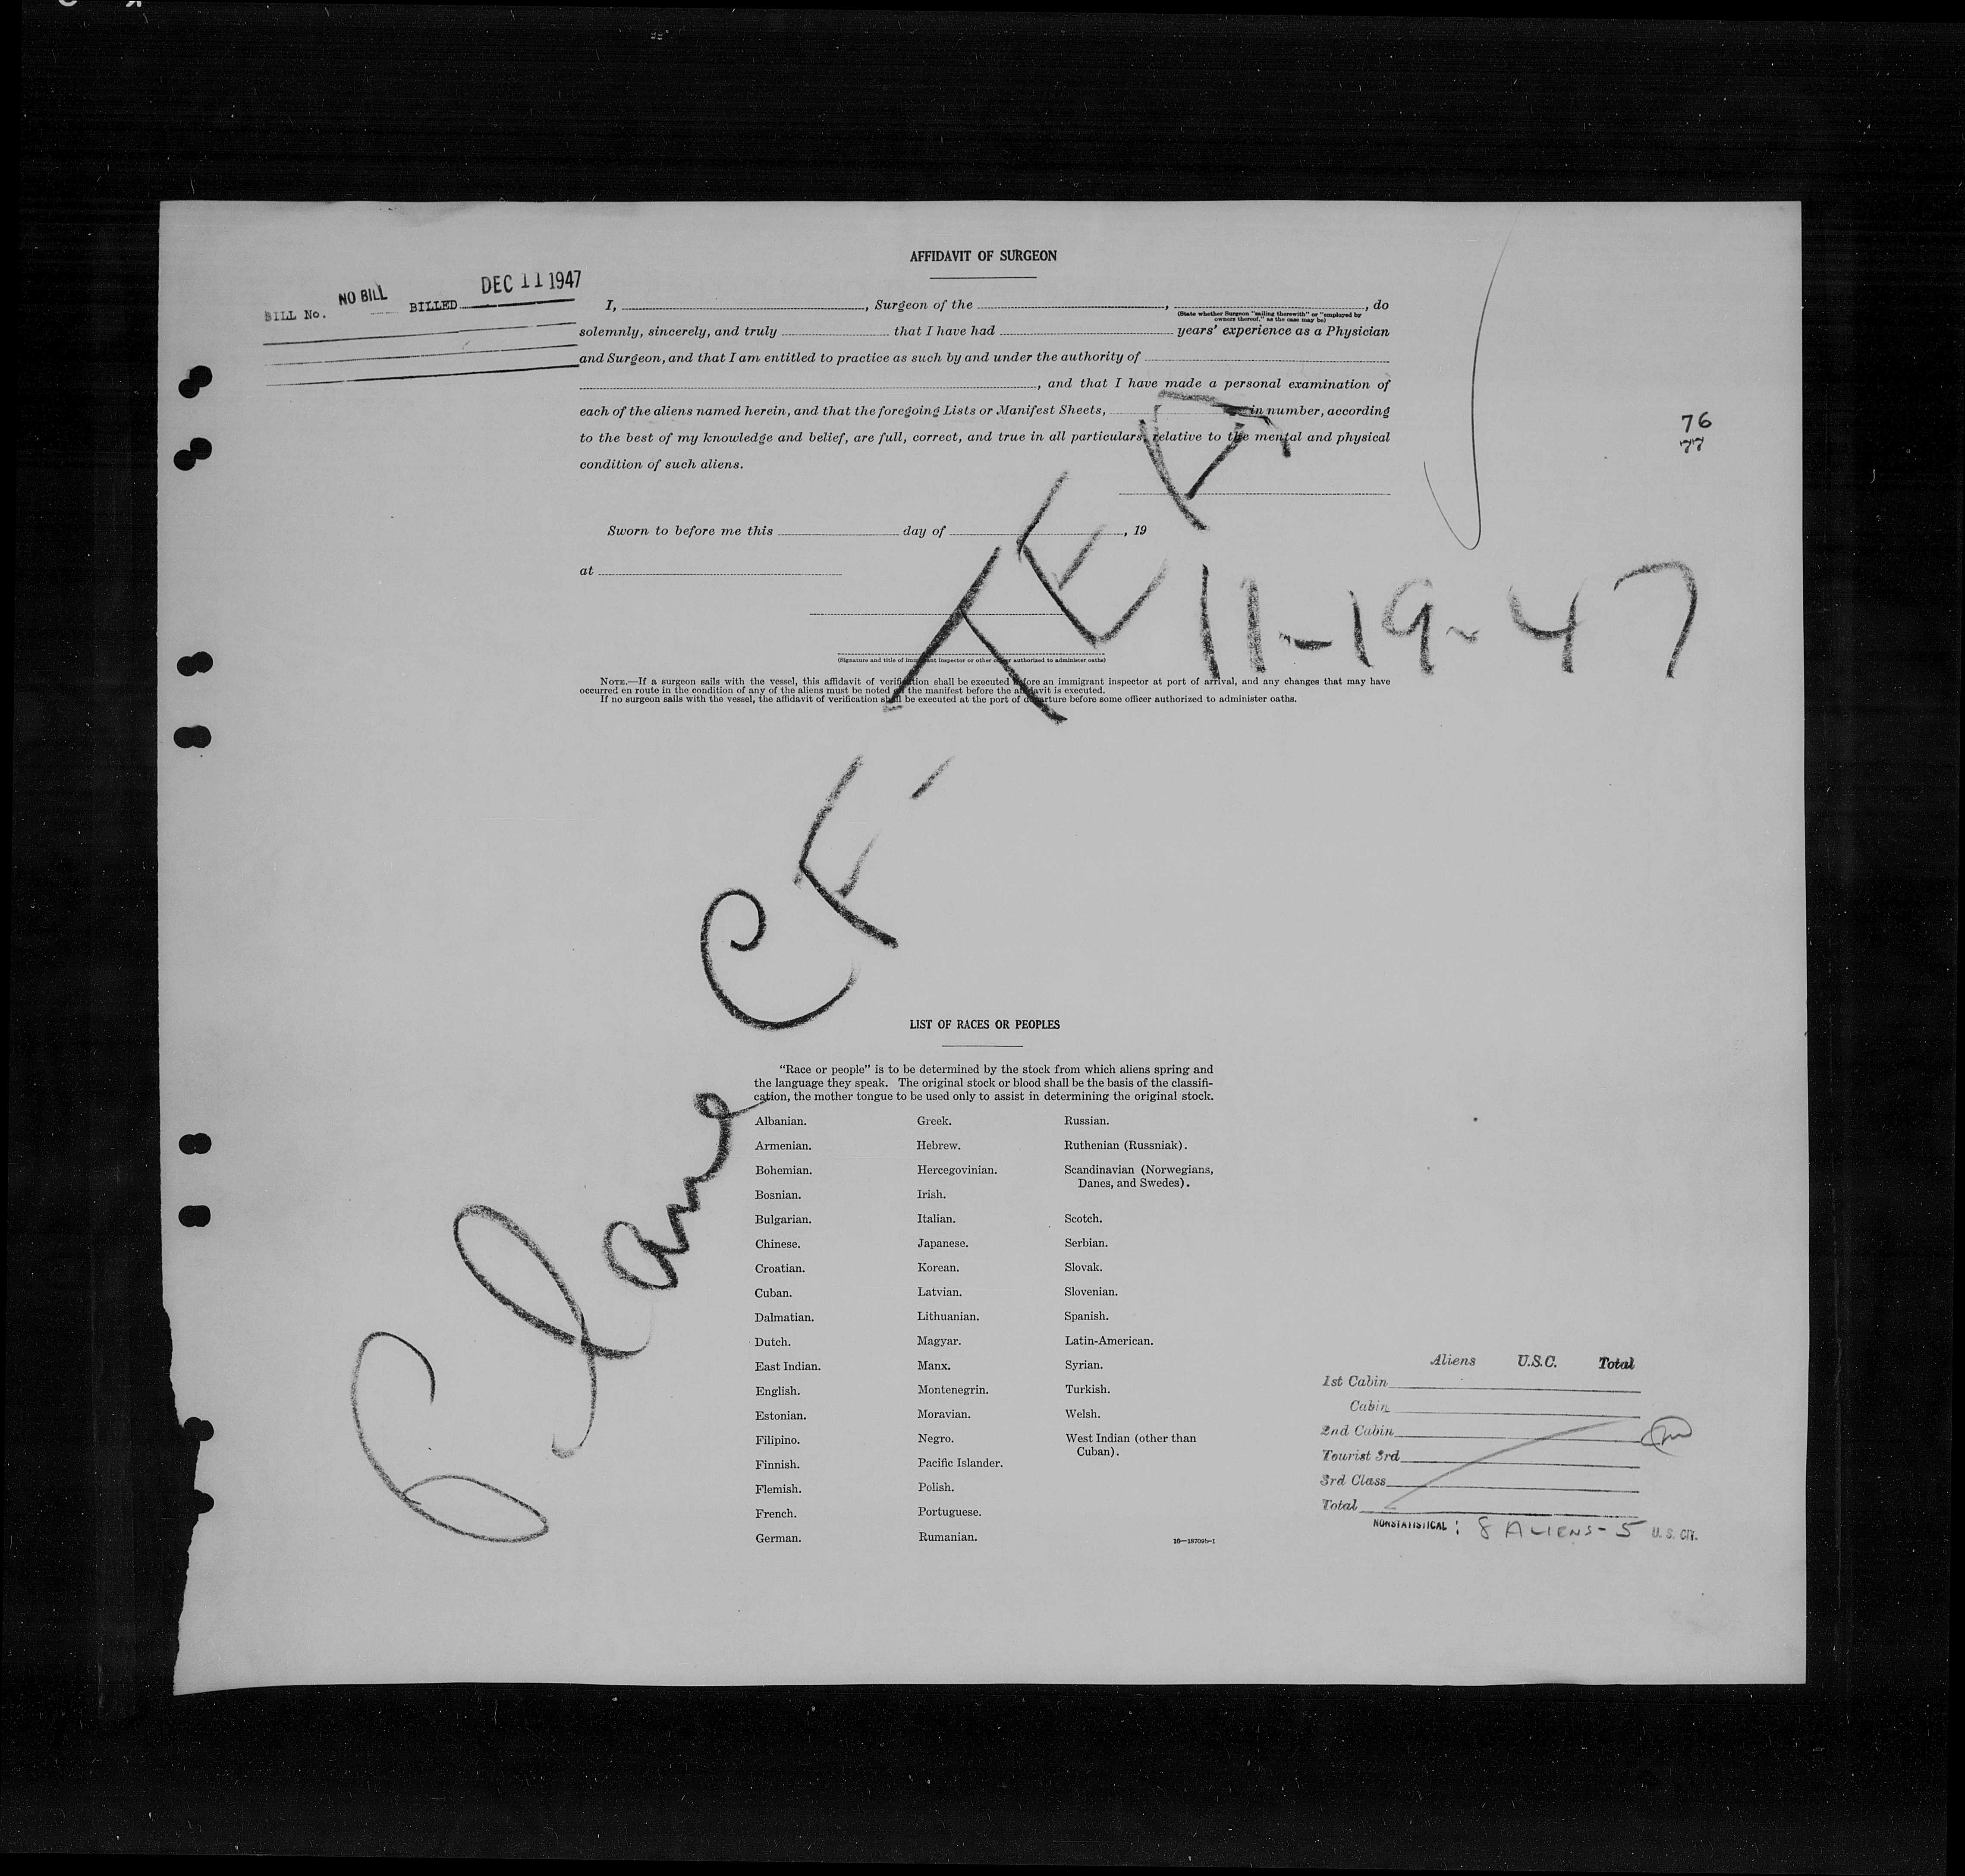 AFFIDAVIT OF SURGEON
BILL No. NO BILL BILLED DEC 11 1947
I, , Surgeon of the , , do
(State whether Surgeon "sailing therewith" or "employed by
owners thereof," as the case may be)
solemnly, sincerely, and truly that I have had years' experience as a Physician
and Surgeon, and that I am entitled to practice as such by and under the authority of
, and that I have made a personal examination of
each of the aliens named herein, and that the foregoing Lists or Manifest Sheets, in number, according
to the best of my knowledge and belief, are full, correct, and true in all particulars, relative to the mental and physical
condition of such aliens.
76
77
Sworn to before me this day of , 19
at
(Signature and title of immigrant inspector or other officer authorized to administer oaths)
NOTE.—If a surgeon sails with the vessel, this affidavit of verification shall be executed before an immigrant inspector at port of arrival, and any changes that may have
occurred en route in the condition of any of the aliens must be noted on the manifest before the affidavit is executed.
If no surgeon sails with the vessel, the affidavit of verification shall be executed at the port of departure before some officer authorized to administer oaths.
Plane CF-TER
11-19-47
LIST OF RACES OR PEOPLES
"Race or people" is to be determined by the stock from which aliens spring and
the language they speak. The original stock or blood shall be the basis of the classifi-
cation, the mother tongue to be used only to assist in determining the original stock.
Albanian.
Armenian.
Bohemian.
Bosnian.
Bulgarian.
Chinese.
Croatian.
Cuban.
Dalmatian.
Dutch.
East Indian.
English.
Estonian.
Filipino.
Finnish.
Flemish.
French.
German.
Greek.
Hebrew.
Hercegovinian.
Irish.
Italian.
Japanese.
Korean.
Latvian.
Lithuanian.
Magyar.
Manx.
Montenegrin.
Moravian.
Negro.
Pacific Islander.
Polish.
Portuguese.
Rumanian.
Russian.
Ruthenian (Russniak).
Scandinavian (Norwegians,
Danes, and Swedes).
Scotch.
Serbian.
Slovak.
Slovenian.
Spanish.
Latin-American.
Syrian.
Turkish.
Welsh.
West Indian (other than
Cuban).
16—18709b-1
Aliens U.S.C. Total
1st Cabin
Cabin
2nd Cabin
Tourist 3rd
3rd Class
Total
NONSTATISTICAL : 8 ALIENS - 5 U. S. CIT.